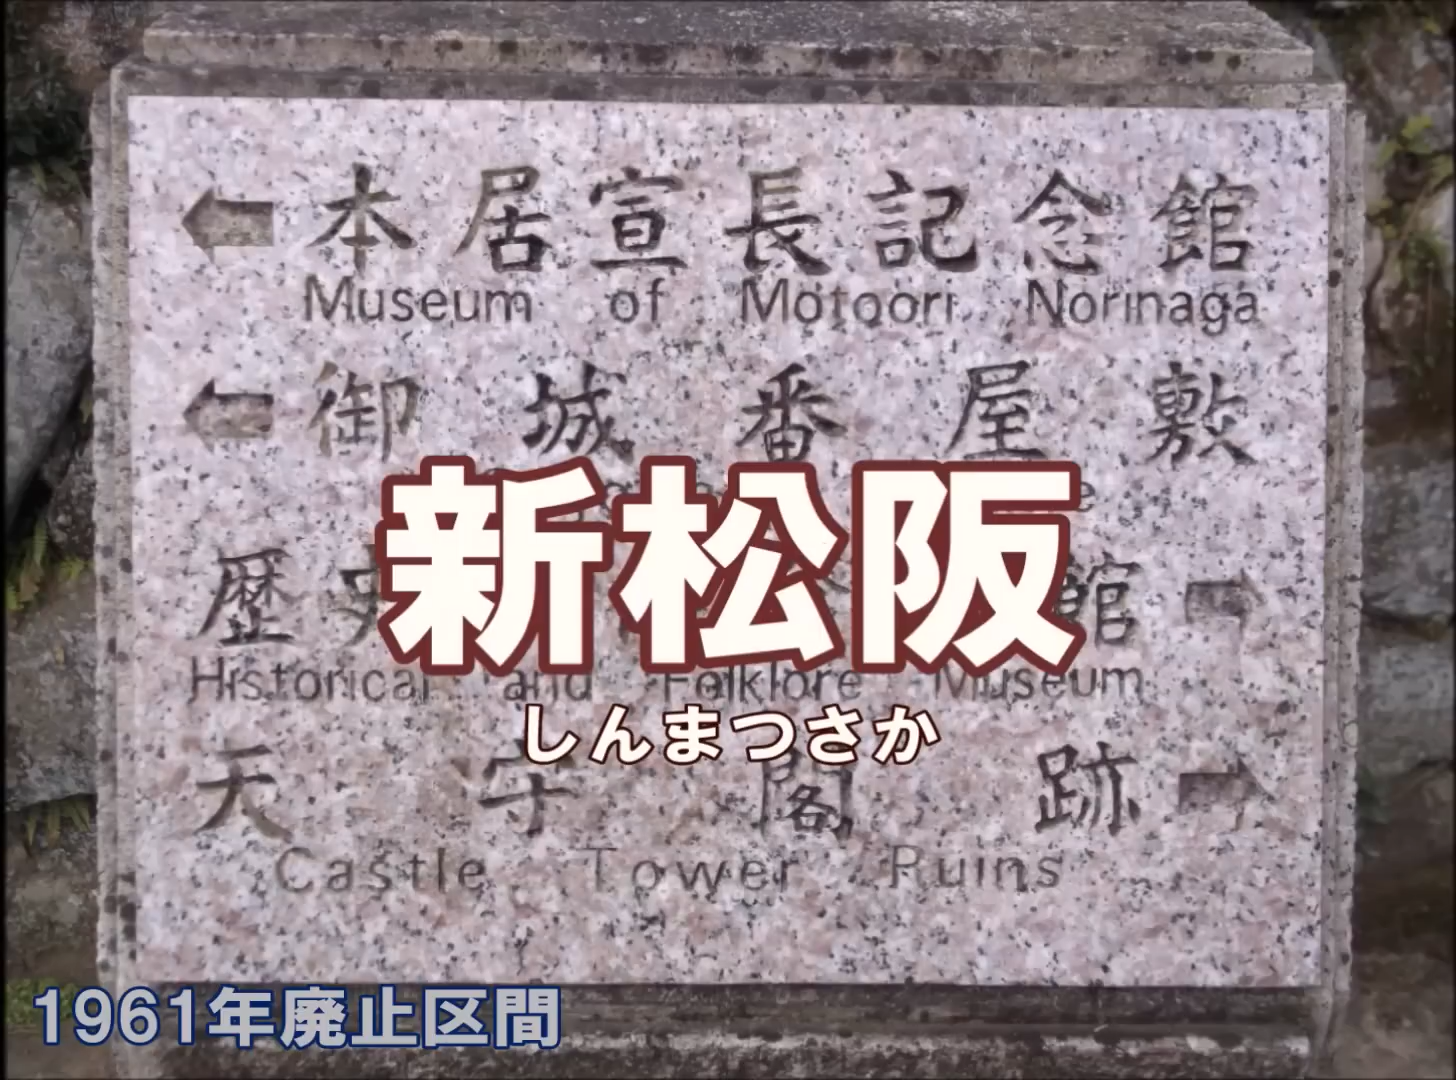 ← 本居宣長記念館
Museum of Motoori Norinaga
← 御城番屋敷
新松阪
歴 館 →
Historical and Folklore Museum
しんまつさか
天守閣跡 →
Castle Tower Ruins
1961年廃止区間